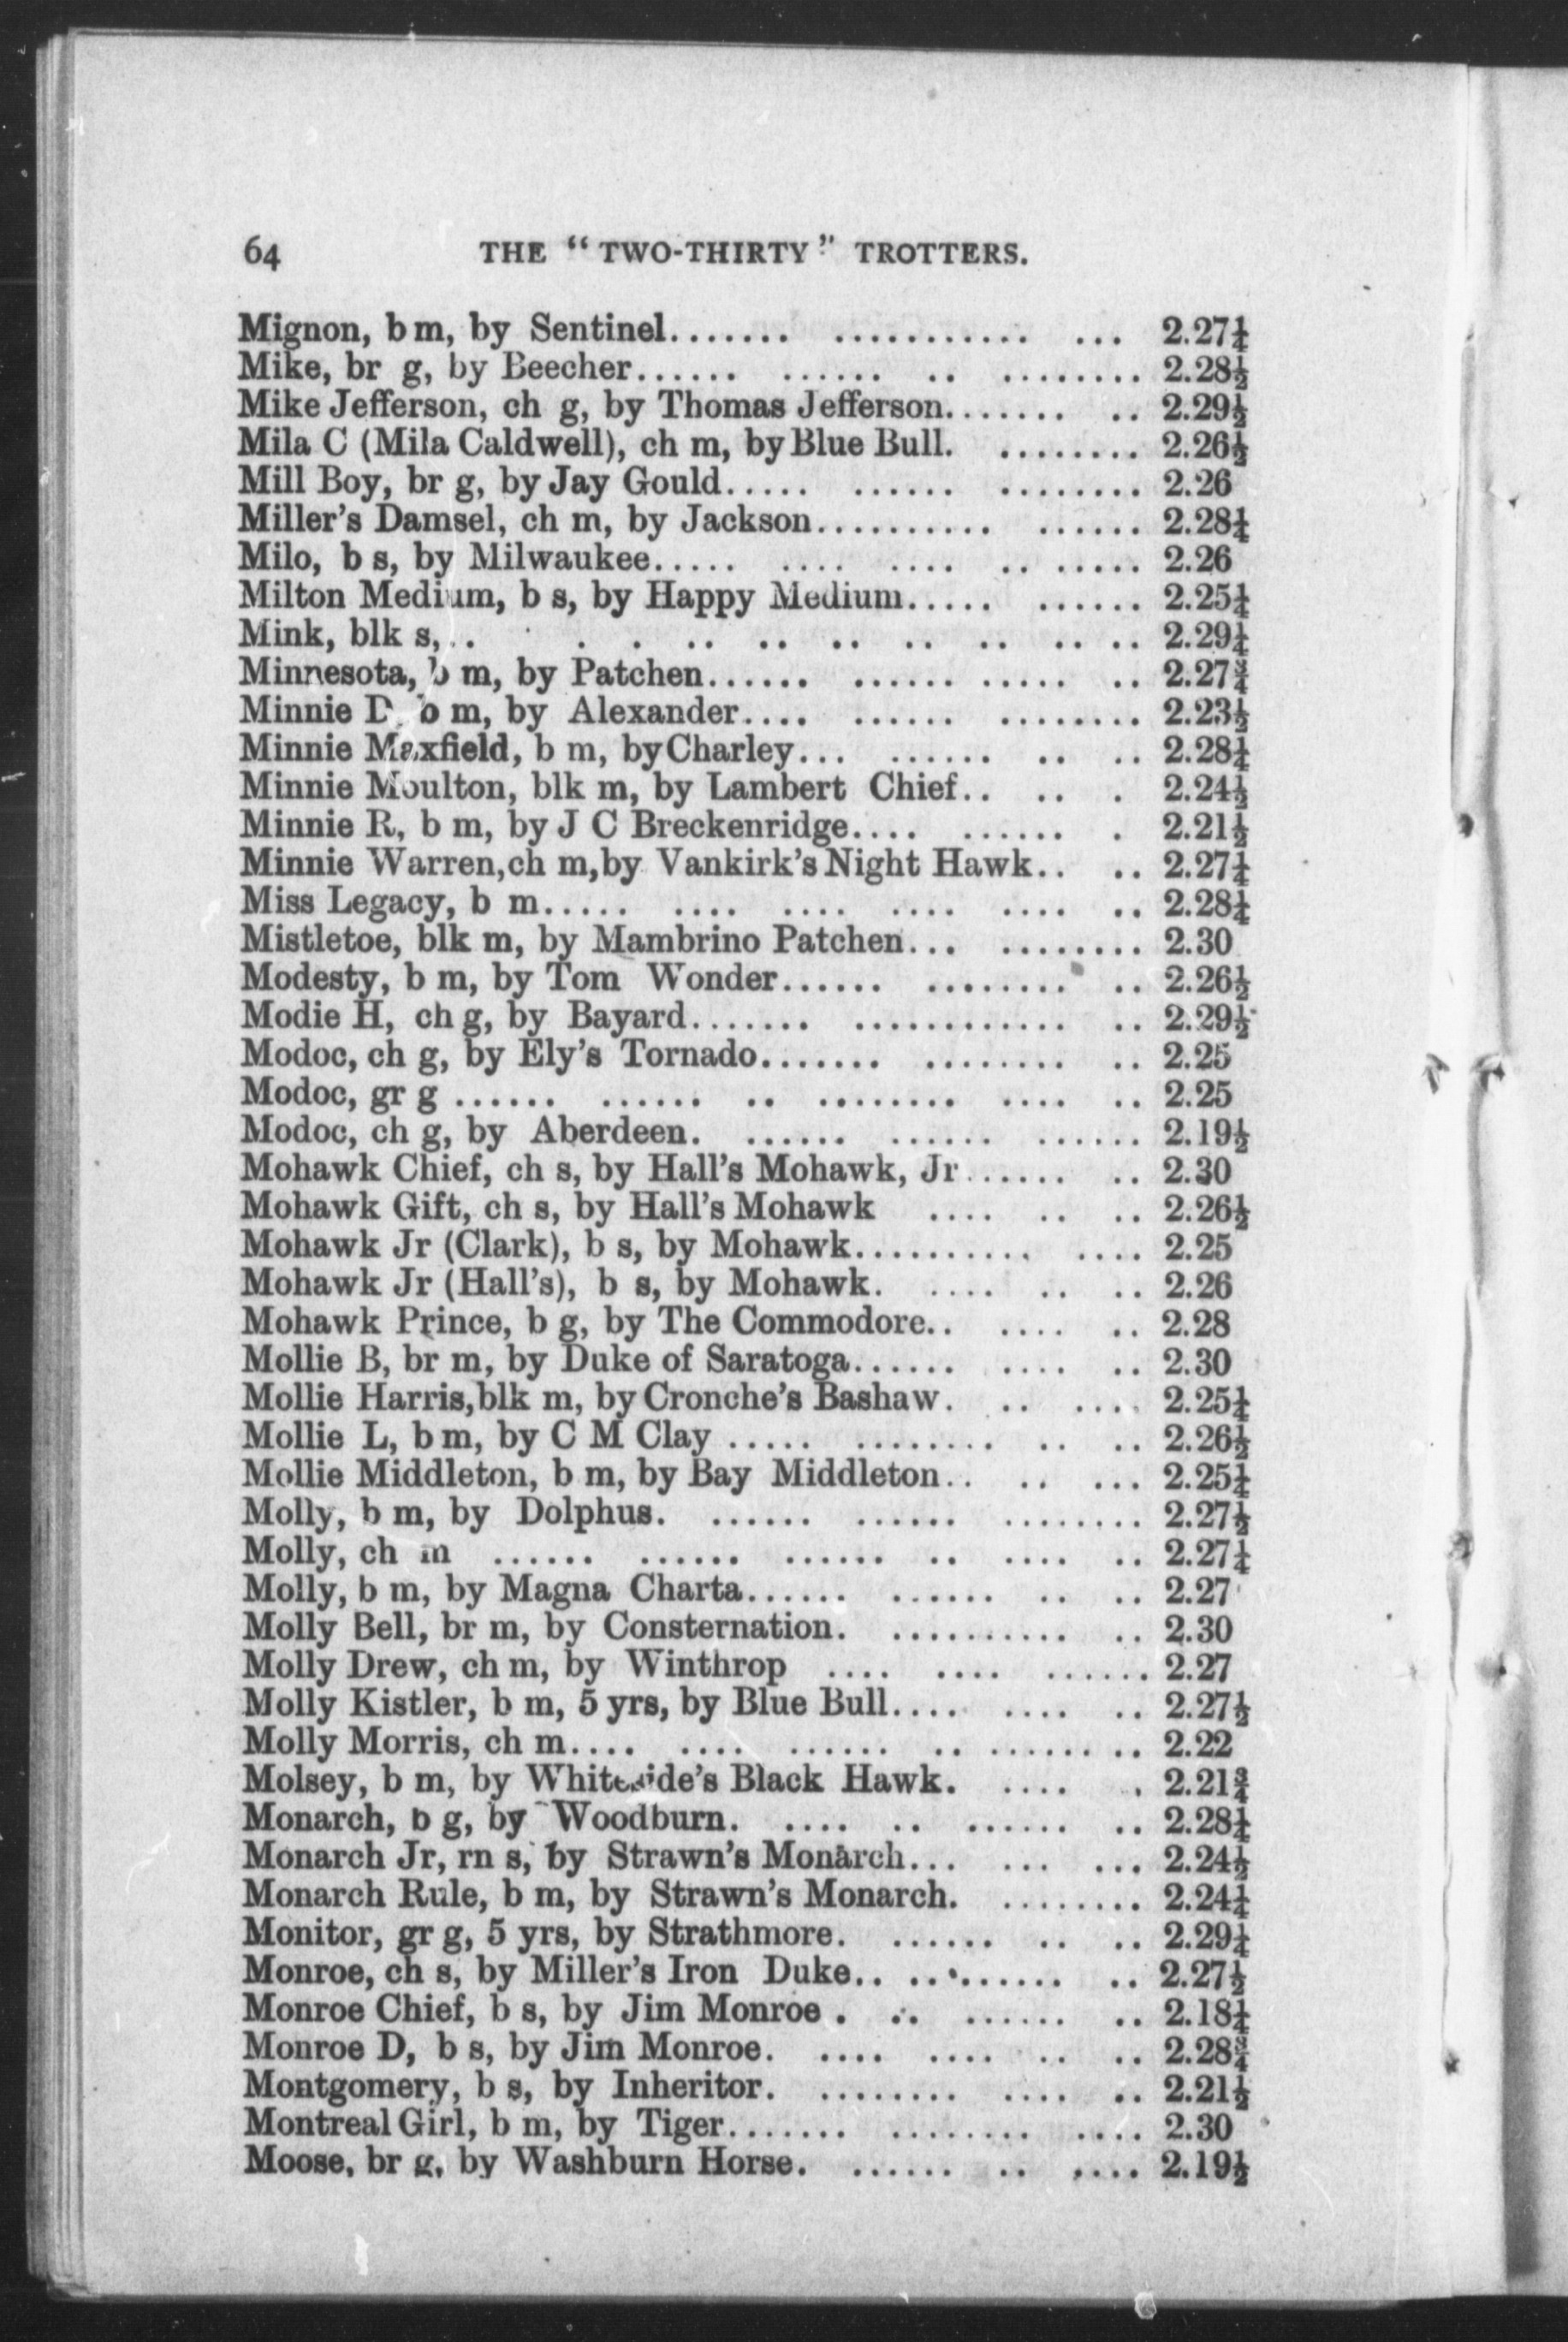 64 THE "TWO-THIRTY" TROTTERS.
Mignon, b m, by Sentinel....... ........... ... 2.27¼
Mike, br g, by Beecher...... ...... .. ........ 2.28½
Mike Jefferson, ch g, by Thomas Jefferson....... .. 2.29½
Mila C (Mila Caldwell), ch m, by Blue Bull. ........ 2.26½
Mill Boy, br g, by Jay Gould..... ...... ........ 2.26
Miller's Damsel, ch m, by Jackson.......... ...... 2.28¼
Milo, b s, by Milwaukee..... .... .... .. ..... 2.26
Milton Medium, b s, by Happy Medium..... ...... 2.25¼
Mink, blk s, .. . . .. .. .. .. .. .. .. 2.29¼
Minnesota, b m, by Patchen...... ...... ..... .. 2.27¾
Minnie D, b m, by Alexander.... ...... ........ 2.23½
Minnie Maxfield, b m, by Charley... ...... .. .. 2.28¼
Minnie Moulton, blk m, by Lambert Chief.. .. . 2.24½
Minnie R, b m, by J C Breckenridge.... ...... . 2.21½
Minnie Warren, ch m, by Vankirk's Night Hawk.. .. 2.27¼
Miss Legacy, b m..... .... .... .... .... .. 2.28¼
Mistletoe, blk m, by Mambrino Patchen... ........ 2.30
Modesty, b m, by Tom Wonder...... ........ .. 2.26½
Modie H, ch g, by Bayard....... ............ .. 2.29½
Modoc, ch g, by Ely's Tornado....... ........ .. 2.25
Modoc, gr g ...... ...... .. ........ .... .. 2.25
Modoc, ch g, by Aberdeen. ...... ...... ...... 2.19½
Mohawk Chief, ch s, by Hall's Mohawk, Jr...... .. 2.30
Mohawk Gift, ch s, by Hall's Mohawk .... .. .. 2.26½
Mohawk Jr (Clark), b s, by Mohawk.......... .... 2.25
Mohawk Jr (Hall's), b s, by Mohawk. .... .. .. 2.26
Mohawk Prince, b g, by The Commodore.. .... .. 2.28
Mollie B, br m, by Duke of Saratoga...... .... .. 2.30
Mollie Harris, blk m, by Cronche's Bashaw. .. .... 2.25¼
Mollie L, b m, by C M Clay ..... ........ .. .. 2.26½
Mollie Middleton, b m, by Bay Middleton.. .. ... 2.25¼
Molly, b m, by Dolphus. ...... ...... ........ 2.27½
Molly, ch m ...... ...... ...... .. .... .. 2.27¼
Molly, b m, by Magna Charta...... ...... .. .. 2.27
Molly Bell, br m, by Consternation. .......... .. 2.30
Molly Drew, ch m, by Winthrop .... .... ...... 2.27
Molly Kistler, b m, 5 yrs, by Blue Bull.... .... .. 2.27½
Molly Morris, ch m.... .... ...... .. ...... .. 2.22
Molsey, b m, by Whiteside's Black Hawk. .... . 2.21¾
Monarch, b g, by Woodburn. .... .. ...... .. 2.28¼
Monarch Jr, rn s, by Strawn's Monarch... ... ... 2.24½
Monarch Rule, b m, by Strawn's Monarch. ........ 2.24¼
Monitor, gr g, 5 yrs, by Strathmore. ...... .. .. 2.29¼
Monroe, ch s, by Miller's Iron Duke.. ......... .. 2.27½
Monroe Chief, b s, by Jim Monroe . .. ...... .. 2.18¼
Monroe D, b s, by Jim Monroe. .... .... .. .. 2.28¾
Montgomery, b s, by Inheritor. ........ .... .. 2.21½
Montreal Girl, b m, by Tiger....... ........ .... 2.30
Moose, br g, by Washburn Horse. ...... .. .... 2.19½